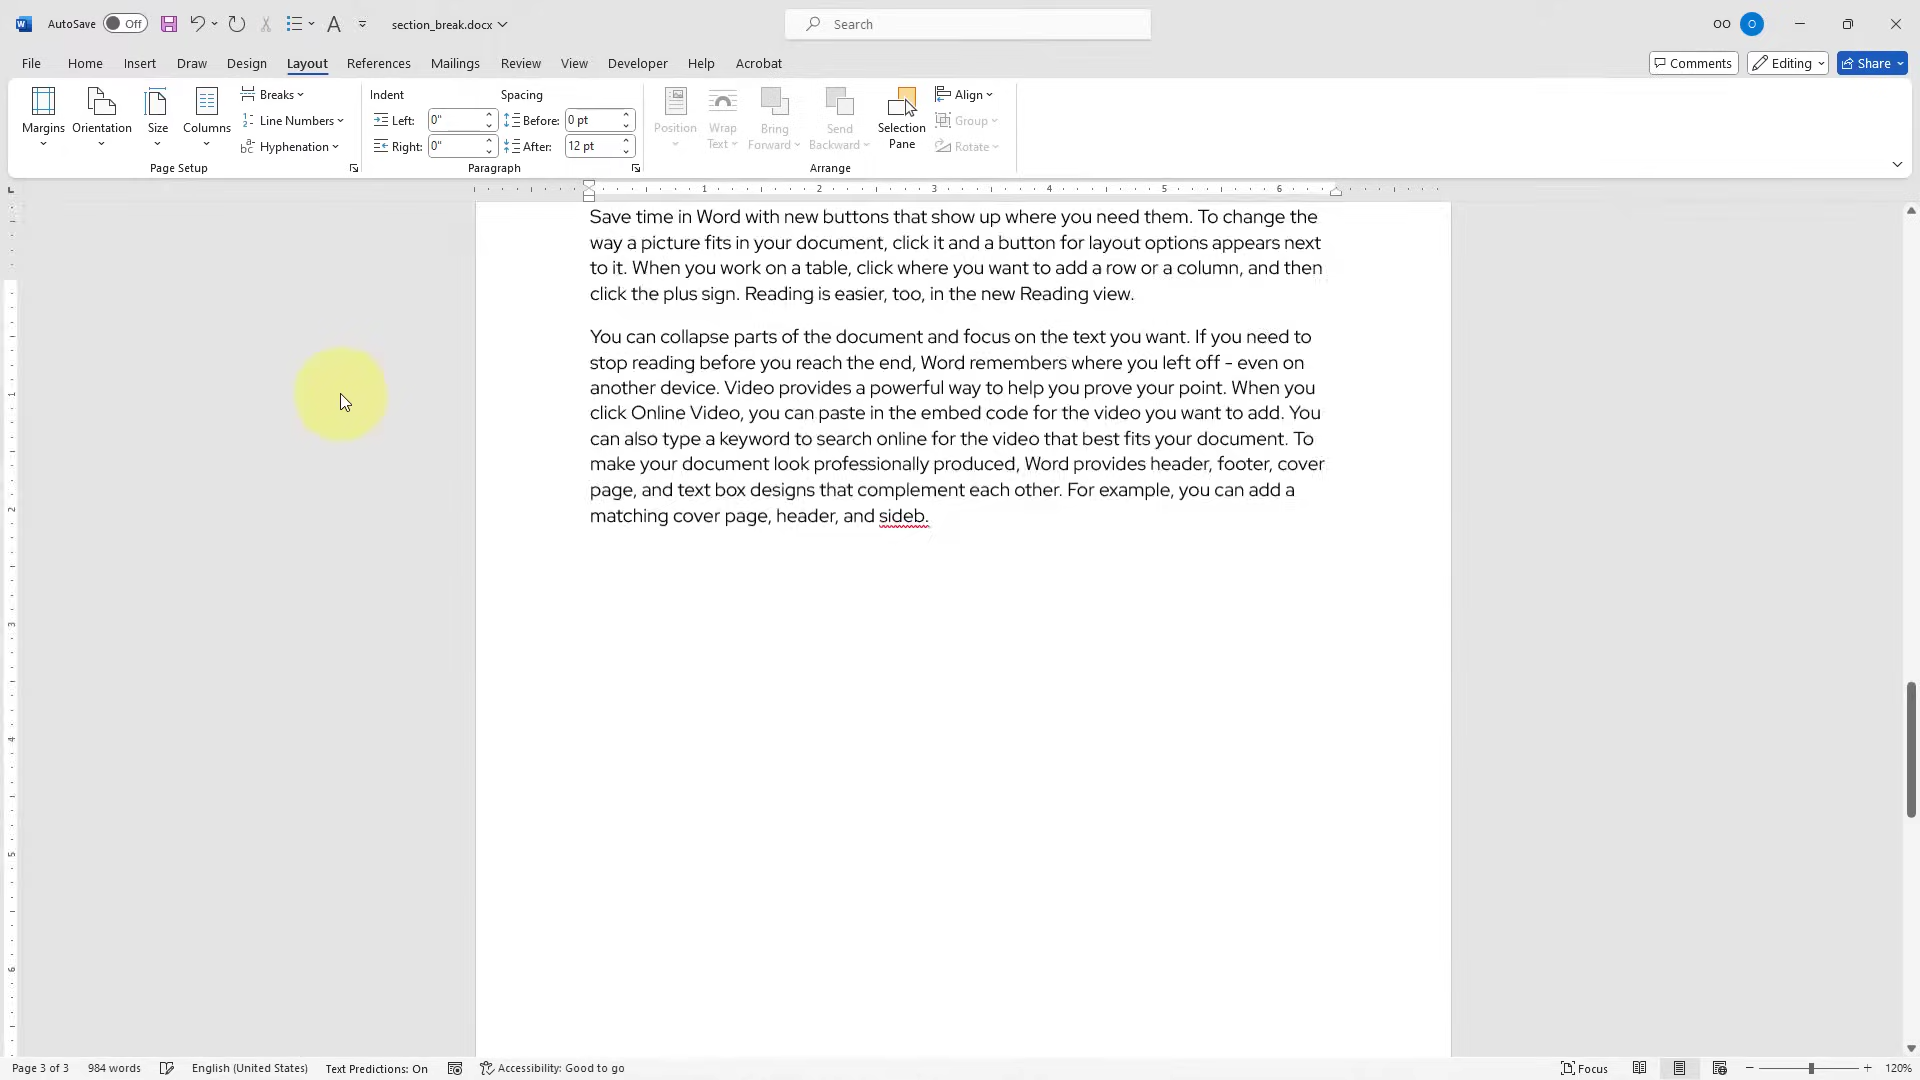 AutoSave Off section_break.docx Search OO O
File Home Insert Draw Design Layout References Mailings Review View Developer Help Acrobat Comments Editing Share
Margins Orientation Size Columns
Breaks
Line Numbers
Hyphenation
Page Setup
Indent Spacing
Left: 0" Before: 0 pt
Right: 0" After: 12 pt
Paragraph
Position
Wrap
Text
Bring
Forward
Send
Backward
Selection
Pane
Align
Group
Rotate
Arrange
1 2 3 4 5 6
Save time in Word with new buttons that show up where you need them. To change the
way a picture fits in your document, click it and a button for layout options appears next
to it. When you work on a table, click where you want to add a row or a column, and then
click the plus sign. Reading is easier, too, in the new Reading view.
You can collapse parts of the document and focus on the text you want. If you need to
stop reading before you reach the end, Word remembers where you left off - even on
another device. Video provides a powerful way to help you prove your point. When you
click Online Video, you can paste in the embed code for the video you want to add. You
can also type a keyword to search online for the video that best fits your document. To
make your document look professionally produced, Word provides header, footer, cover
page, and text box designs that complement each other. For example, you can add a
matching cover page, header, and sideb.
1
2
3
4
5
6
Page 3 of 3 984 words English (United States) Text Predictions: On Accessibility: Good to go Focus 120%